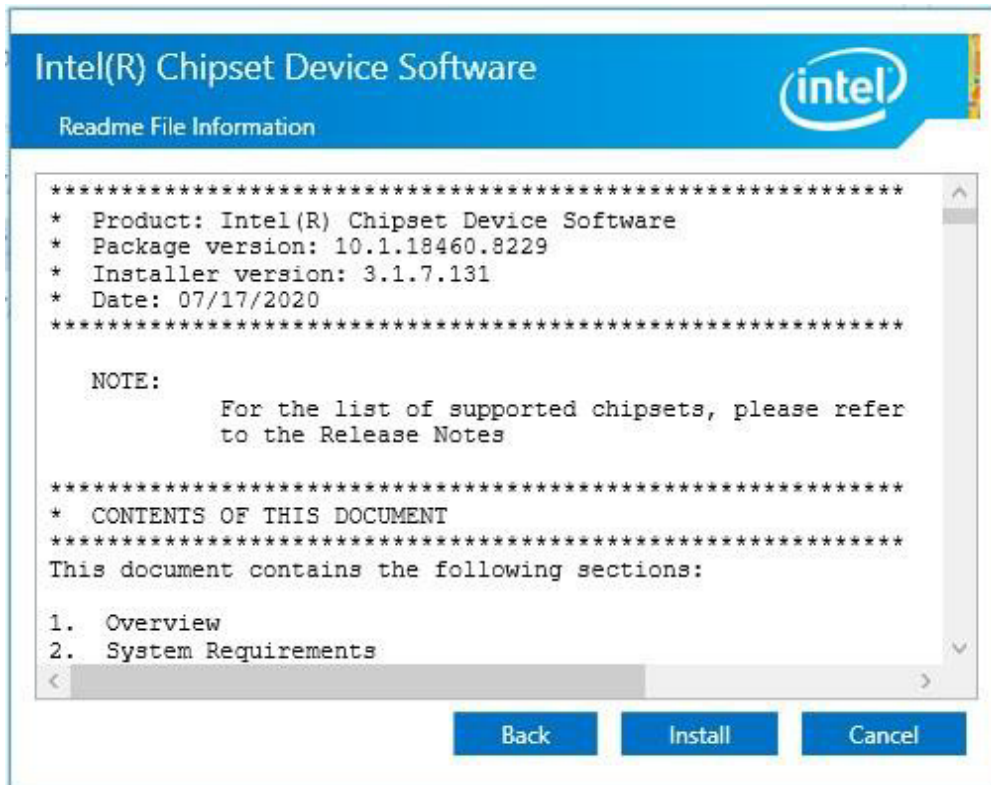 Intel(R) Chipset Device Software
intel
Readme File Information
************************************************************
*  Product: Intel(R) Chipset Device Software
*  Package version: 10.1.18460.8229
*  Installer version: 3.1.7.131
*  Date: 07/17/2020
************************************************************
NOTE:
For the list of supported chipsets, please refer
to the Release Notes
************************************************************
*  CONTENTS OF THIS DOCUMENT
************************************************************
This document contains the following sections:
1.  Overview
2.  System Requirements
Back Install Cancel